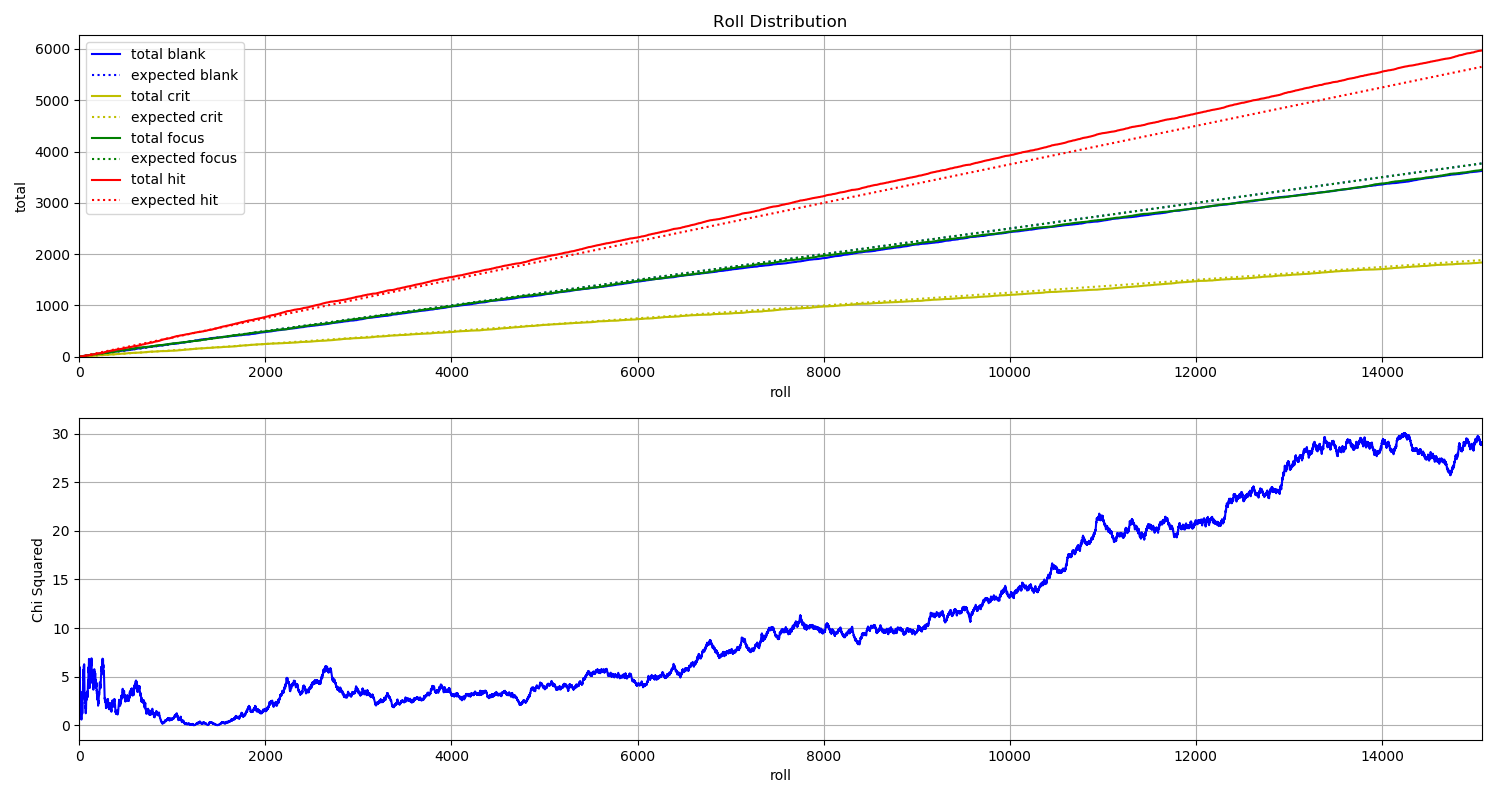 Roll Distribution
total
6000
5000
4000
3000
2000
1000
0
total blank
expected blank
total crit
expected crit
total focus
expected focus
total hit
expected hit
0 2000 4000 6000 8000 10000 12000 14000
roll
Chi Squared
30
25
20
15
10
5
0
0 2000 4000 6000 8000 10000 12000 14000
roll